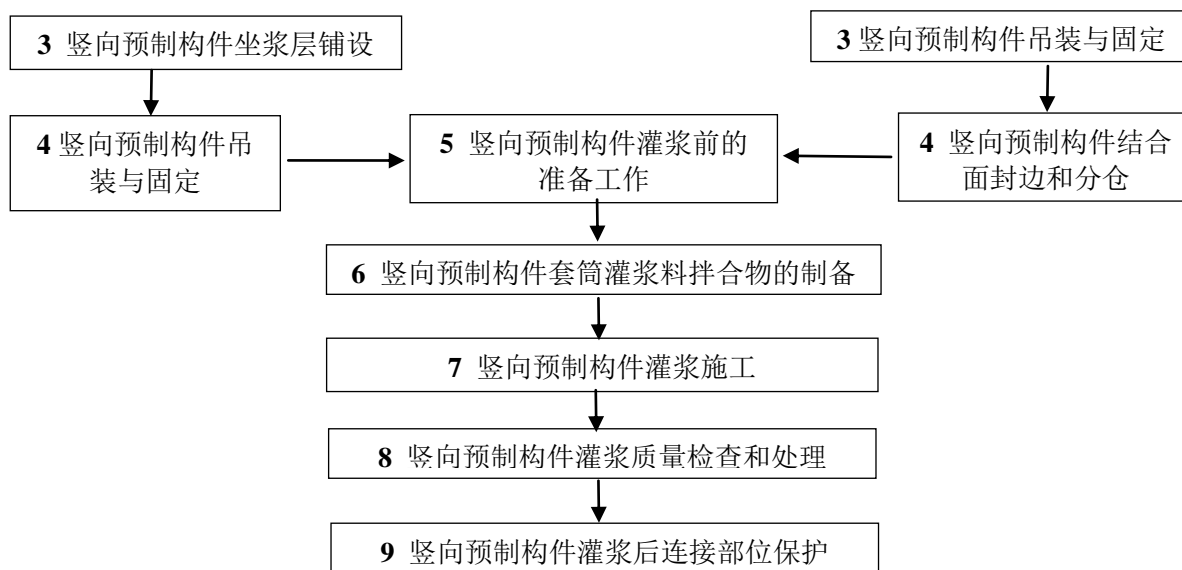 3 竖向预制构件坐浆层铺设
3 竖向预制构件吊装与固定
4 竖向预制构件吊
装与固定
5 竖向预制构件灌浆前的
准备工作
4 竖向预制构件结合
面封边和分仓
6 竖向预制构件套筒灌浆料拌合物的制备
7 竖向预制构件灌浆施工
8 竖向预制构件灌浆质量检查和处理
9 竖向预制构件灌浆后连接部位保护